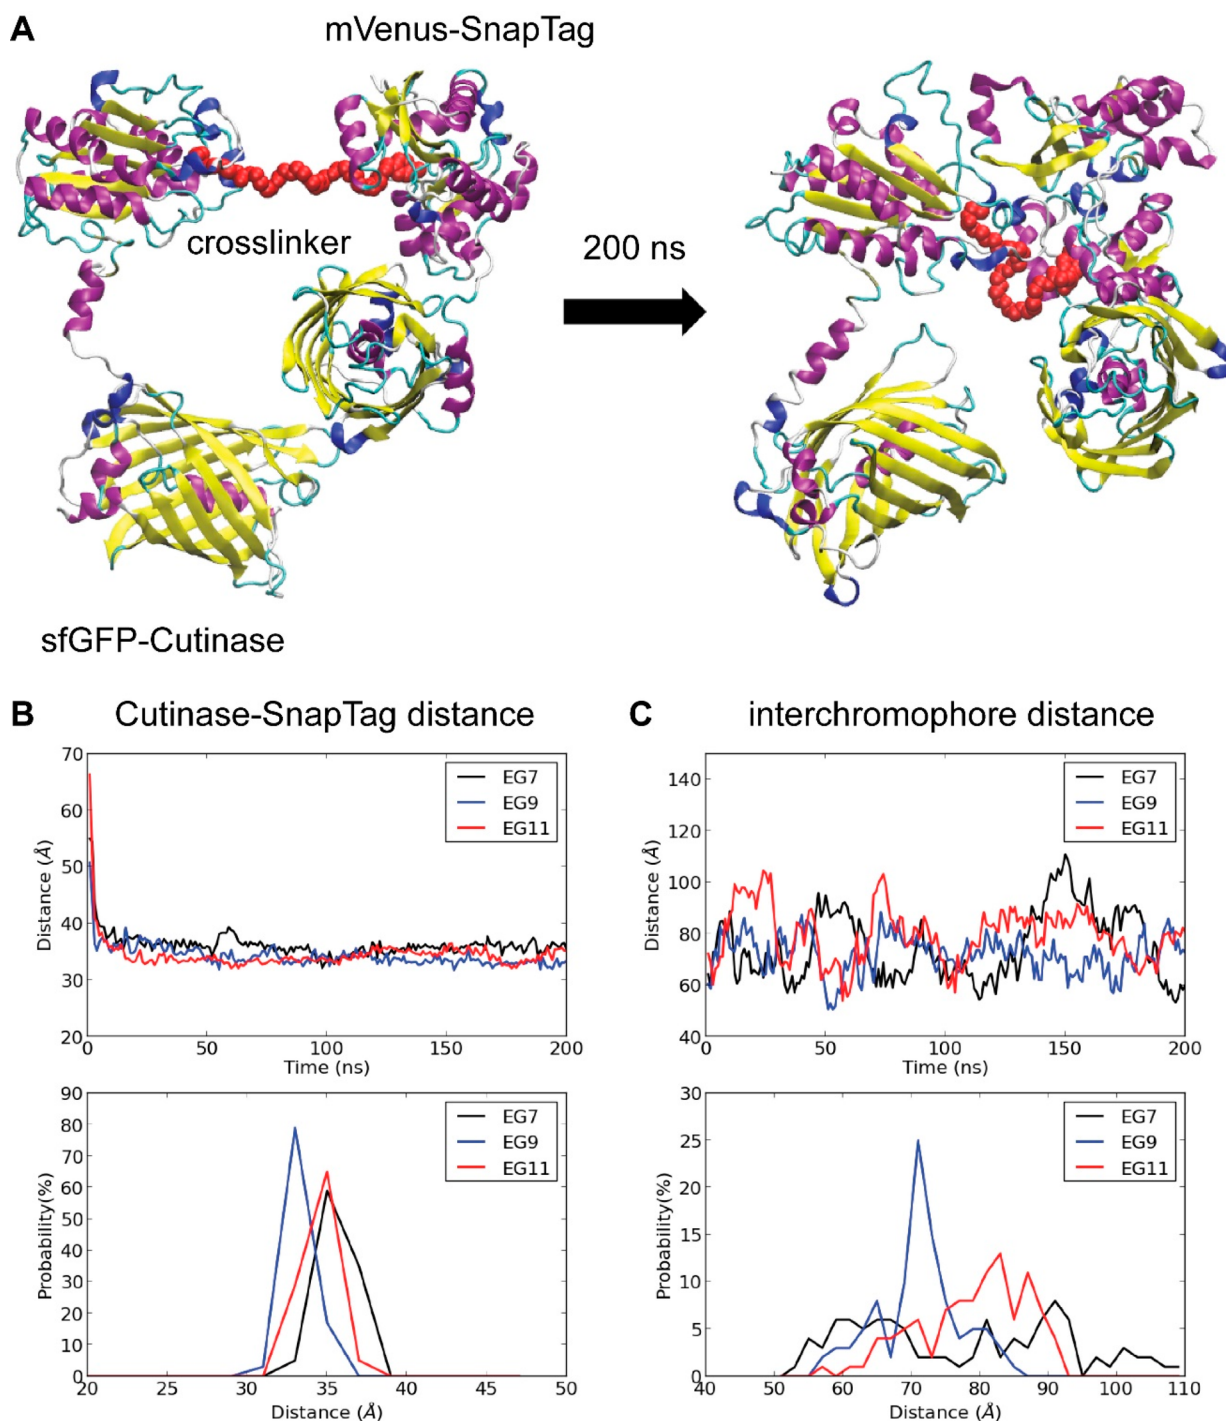 A
mVenus-SnapTag
crosslinker
200 ns
sfGFP-Cutinase
B
Cutinase-SnapTag distance
70
60
50
40
30
20
Distance (Å)
EG7
EG9
EG11
0
50
100
150
200
Time (ns)
90
80
70
60
50
40
30
20
10
0
Probability(%)
EG7
EG9
EG11
20
25
30
35
40
45
50
Distance (Å)
C
interchromophore distance
140
120
100
80
60
40
Distance (Å)
EG7
EG9
EG11
0
50
100
150
200
Time (ns)
30
25
20
15
10
5
0
Probability(%)
EG7
EG9
EG11
40
50
60
70
80
90
100
110
Distance (Å)